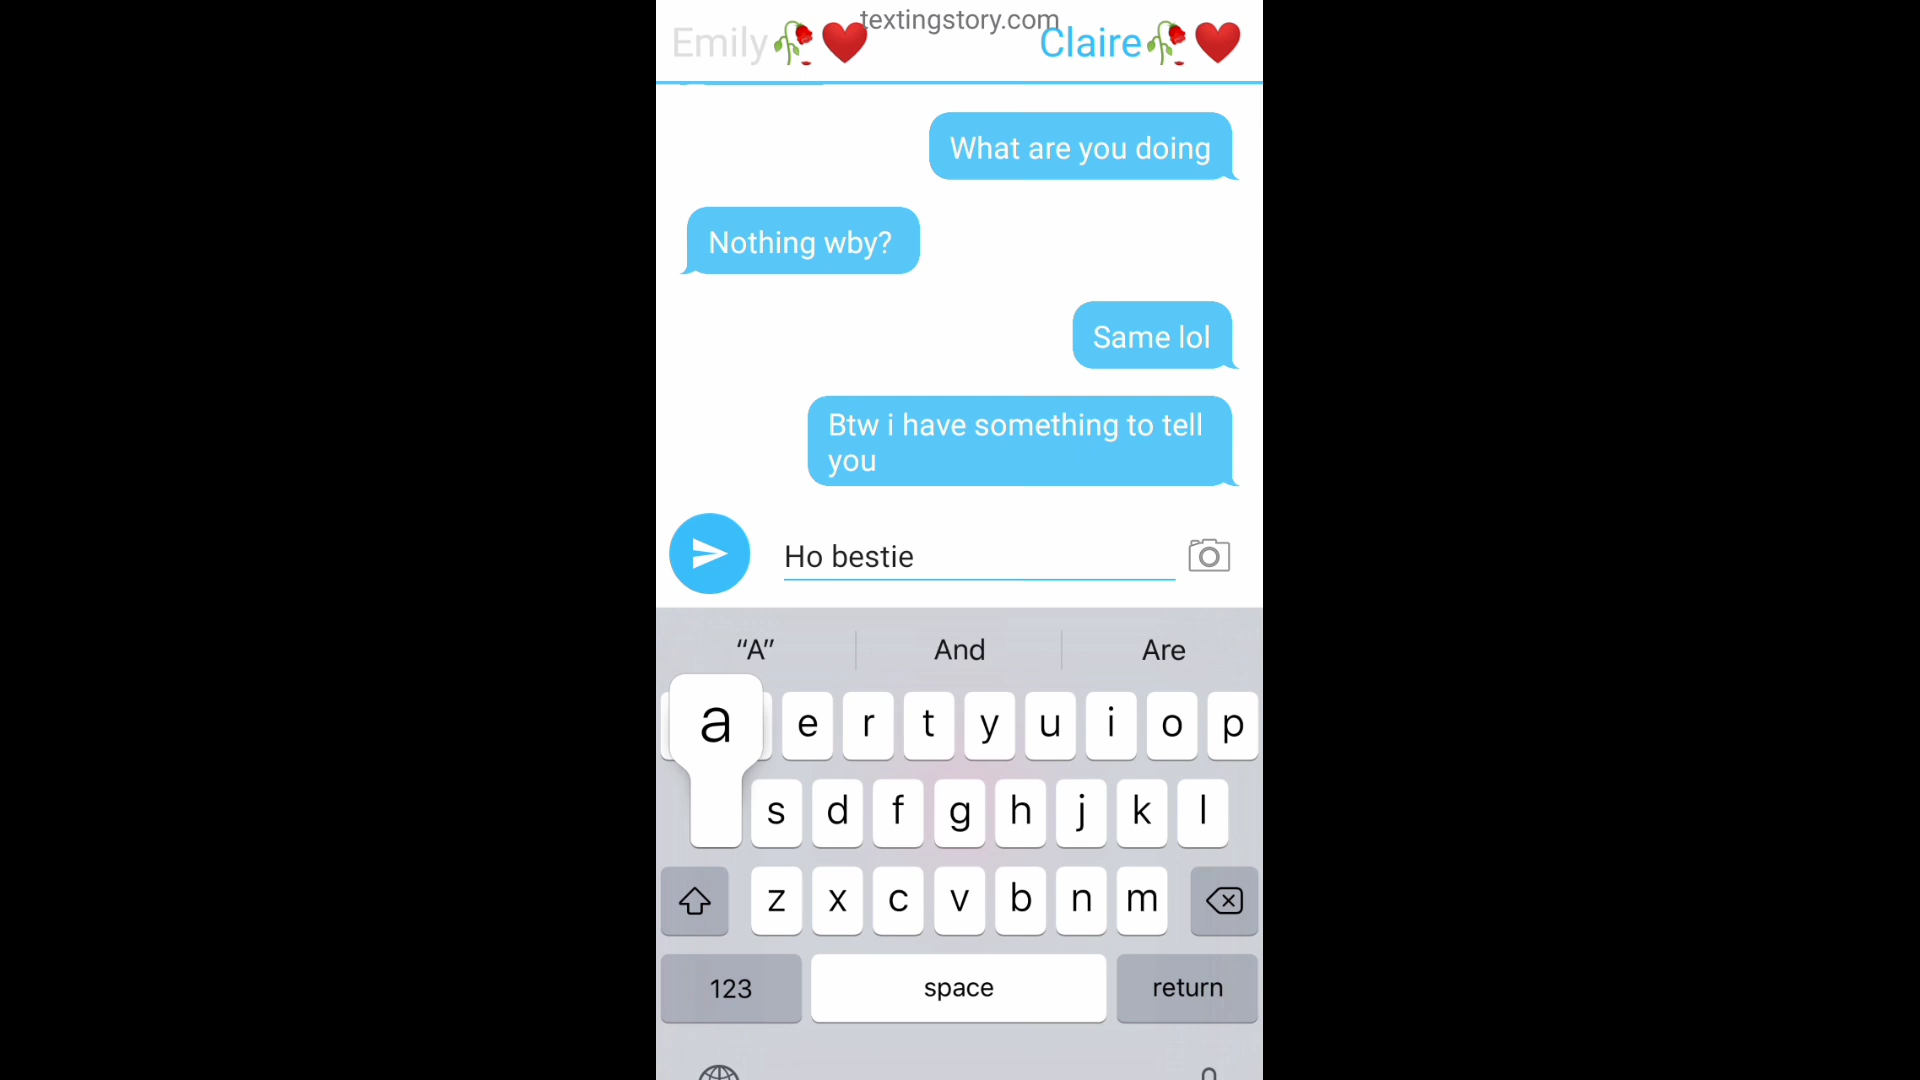 textingstory.com
Emily🥀❤️ Claire🥀❤️
What are you doing
Nothing wby?
Same lol
Btw i have something to tell
you
Ho bestie
“A” And Are
a e r t y u i o p
s d f g h j k l
z x c v b n m
123 space return